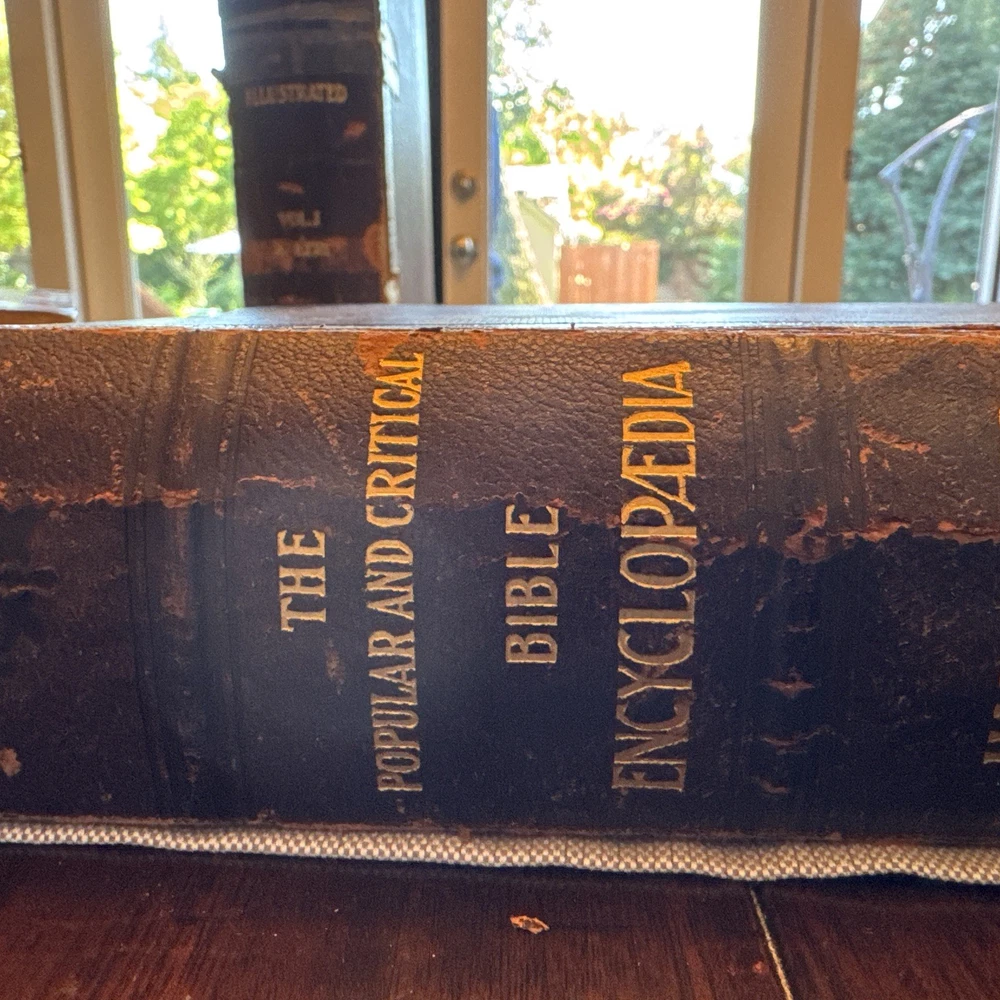 ILLUSTRATED
VOL.I
THE
POPULAR AND CRITICAL
BIBLE
ENCYCLOPÆDIA